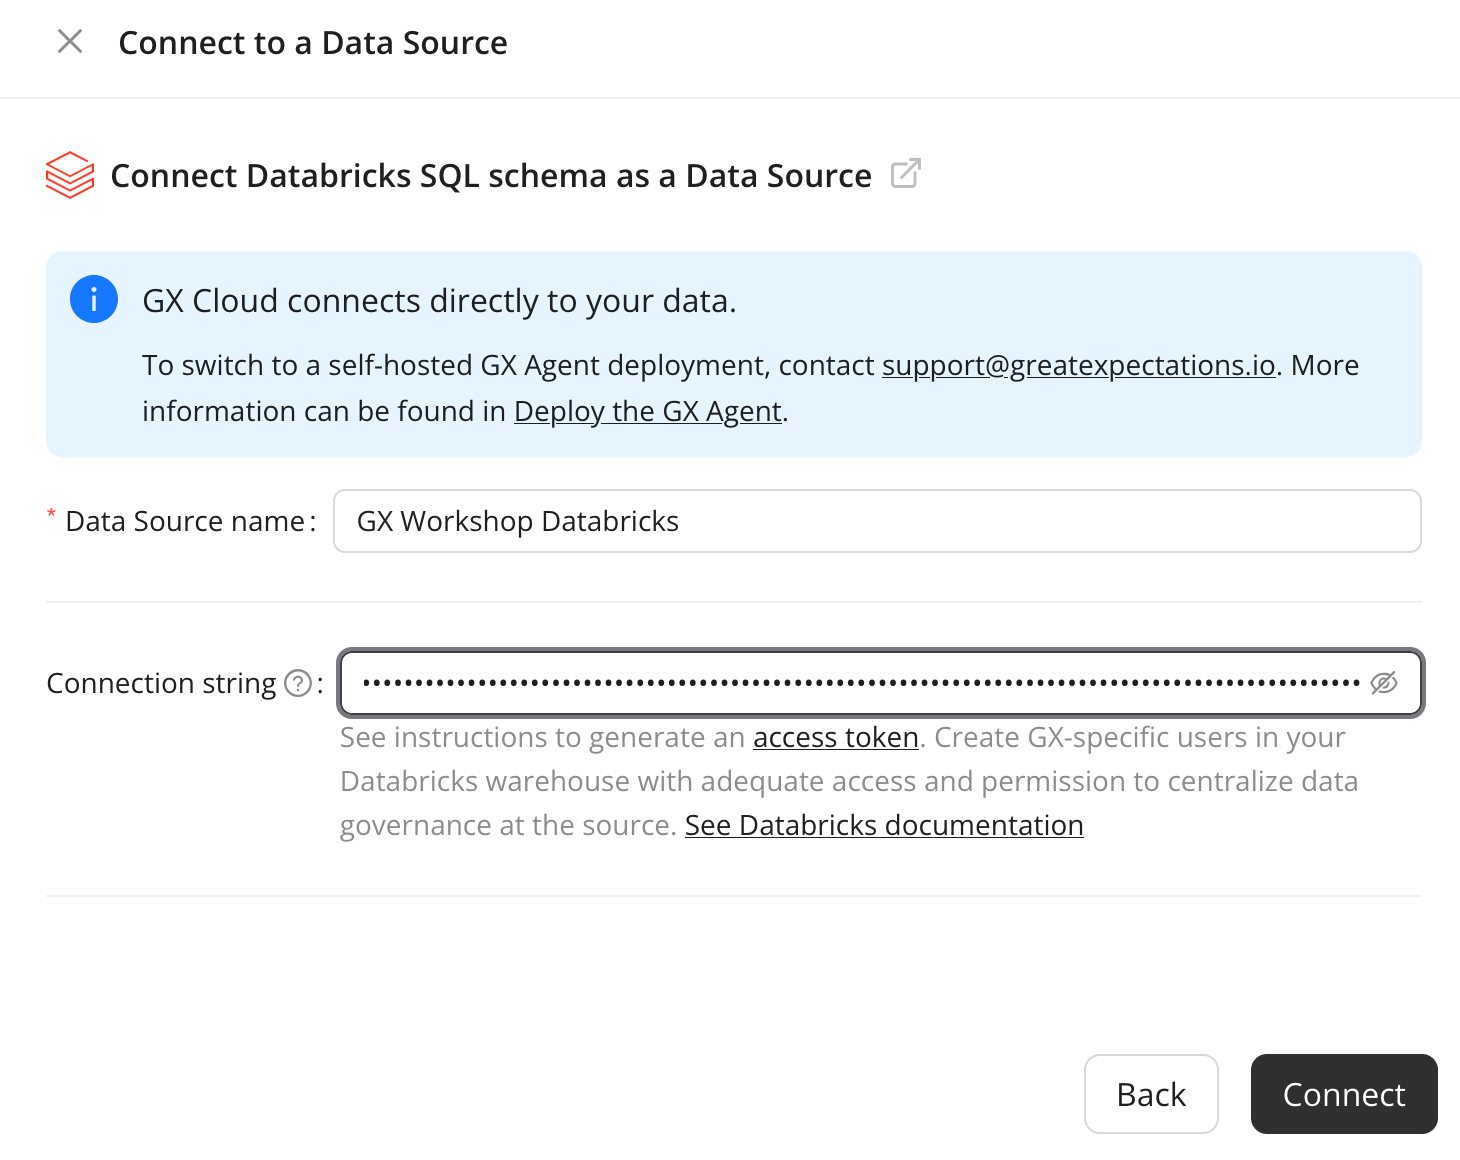 Connect to a Data Source
Connect Databricks SQL schema as a Data Source
GX Cloud connects directly to your data.
To switch to a self-hosted GX Agent deployment, contact support@greatexpectations.io. More
information can be found in Deploy the GX Agent.
* Data Source name: GX Workshop Databricks
Connection string ?: ••••••••••••••••••••••••••••••••••••••••••••••••••••••••••••••••••••••••••••••••••••••••••••••
See instructions to generate an access token. Create GX-specific users in your
Databricks warehouse with adequate access and permission to centralize data
governance at the source. See Databricks documentation
Back Connect